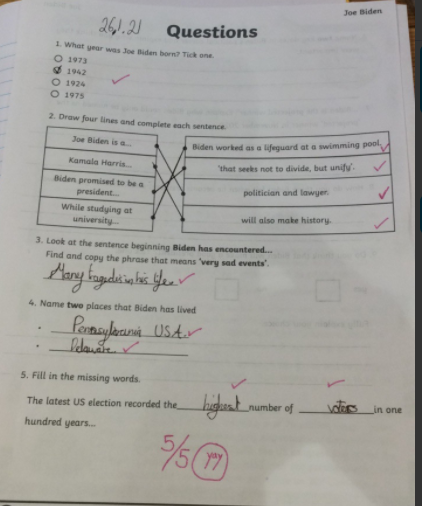 Joe Biden
26.1.21
Questions
1. What year was Joe Biden born? Tick one.
1973
1942
1924
1975
2. Draw four lines and complete each sentence.
Joe Biden is a...
Biden worked as a lifeguard at a swimming pool.
Kamala Harris...
'that seeks not to divide, but unify'.
Biden promised to be a
president...
politician and lawyer.
While studying at
university...
will also make history.
3. Look at the sentence beginning Biden has encountered...
Find and copy the phrase that means 'very sad events'.
Many in his life
4. Name two places that Biden has lived
• USA.
•
5. Fill in the missing words.
The latest US election recorded the highest number of voters in one
hundred years...
5/5 yay